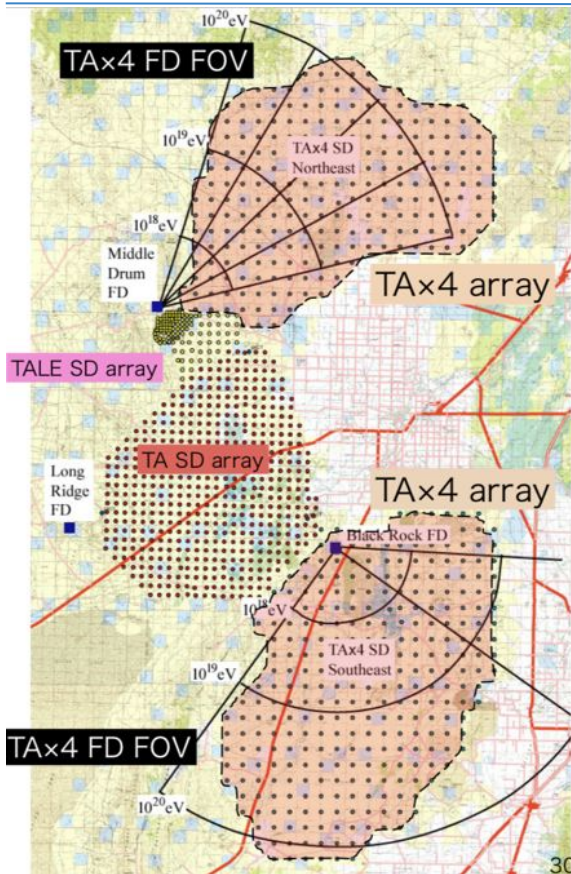 10²⁰eV
TA×4 FD FOV
10¹⁹eV
TAx4 SD
Northeast
10¹⁸eV
Middle
Drum
FD
TA×4 array
TALE SD array
TA SD array
Long
Ridge
FD
TA×4 array
Black Rock FD
10¹⁸eV
TAx4 SD
Southeast
10¹⁹eV
TA×4 FD FOV
10²⁰eV
30